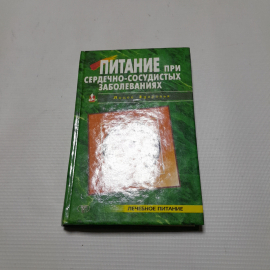 ПИТАНИЕ ПРИ
СЕРДЕЧНО-СОСУДИСТЫХ
ЗАБОЛЕВАНИЯХ
ЛЕЧЕБНОЕ ПИТАНИЕ